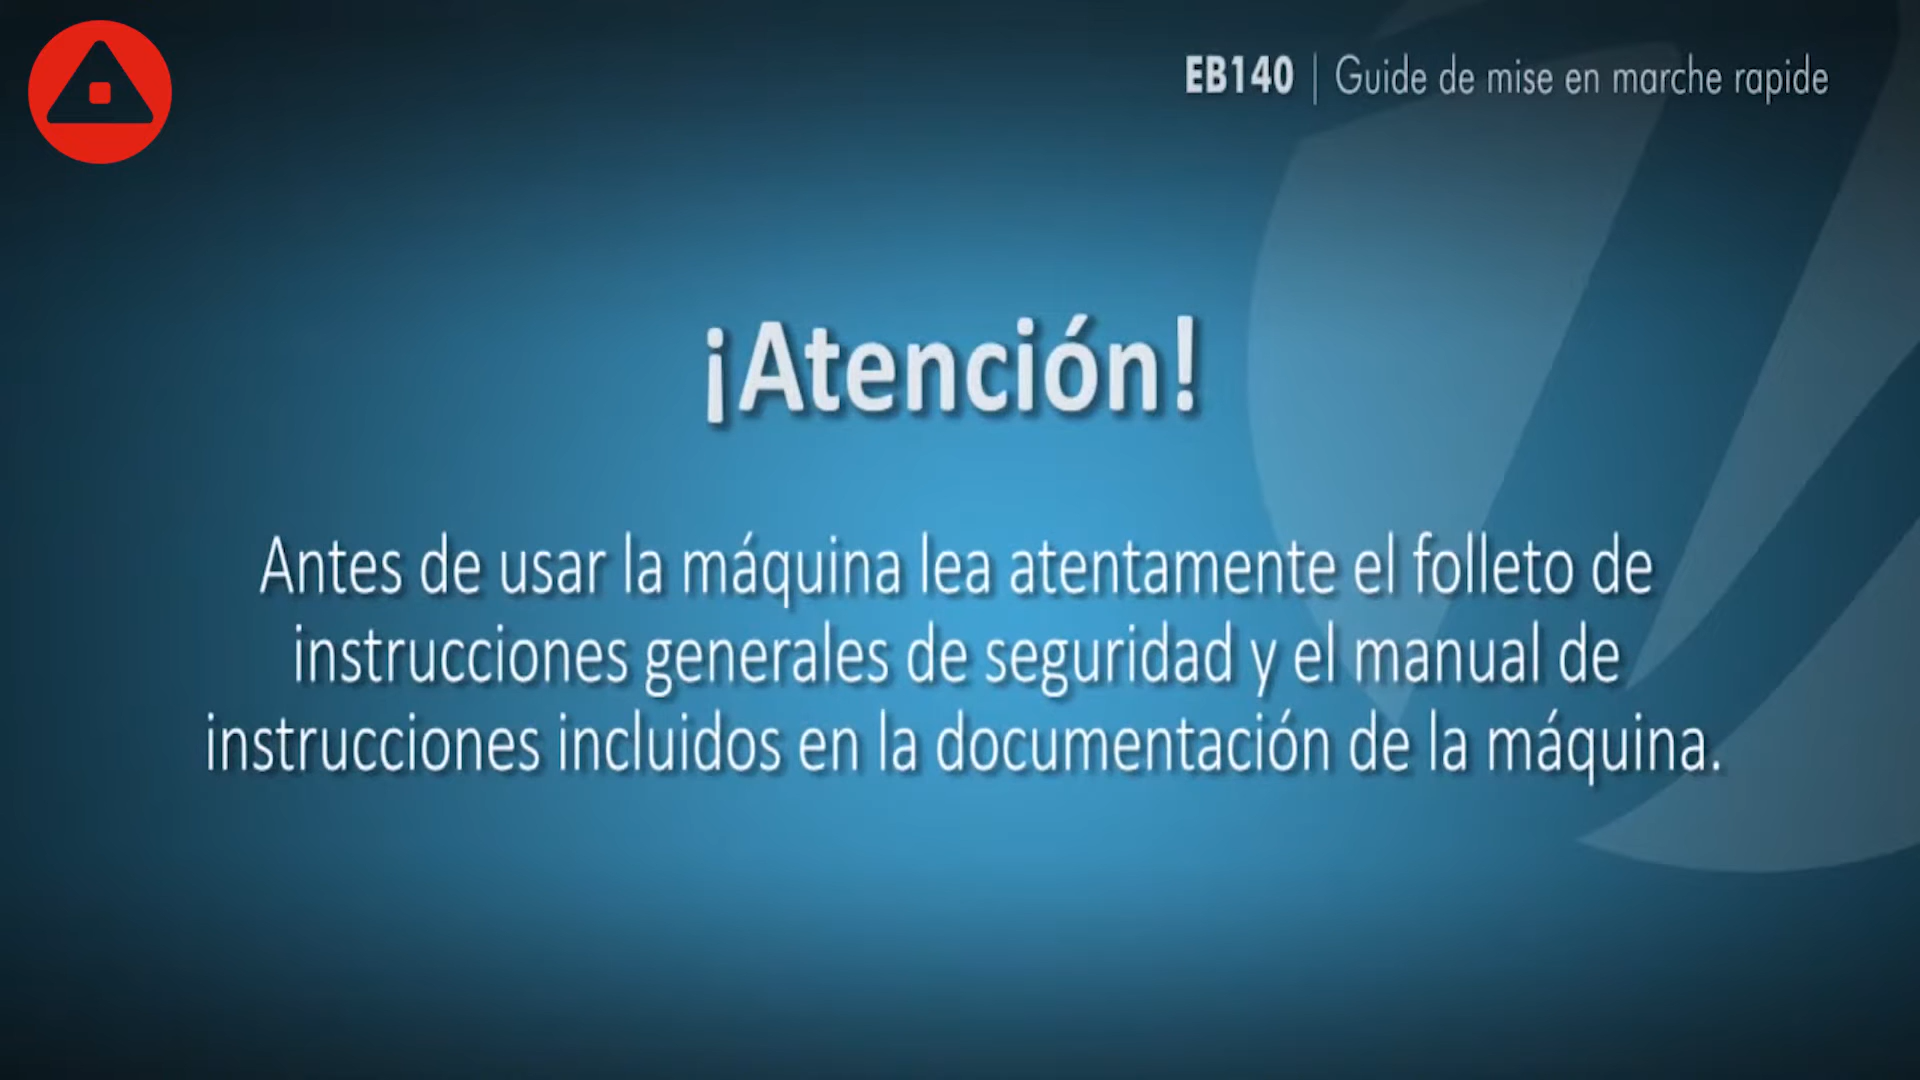 EB140 | Guide de mise en marche rapide
¡Atención!
Antes de usar la máquina lea atentamente el folleto de
instrucciones generales de seguridad y el manual de
instrucciones incluidos en la documentación de la máquina.